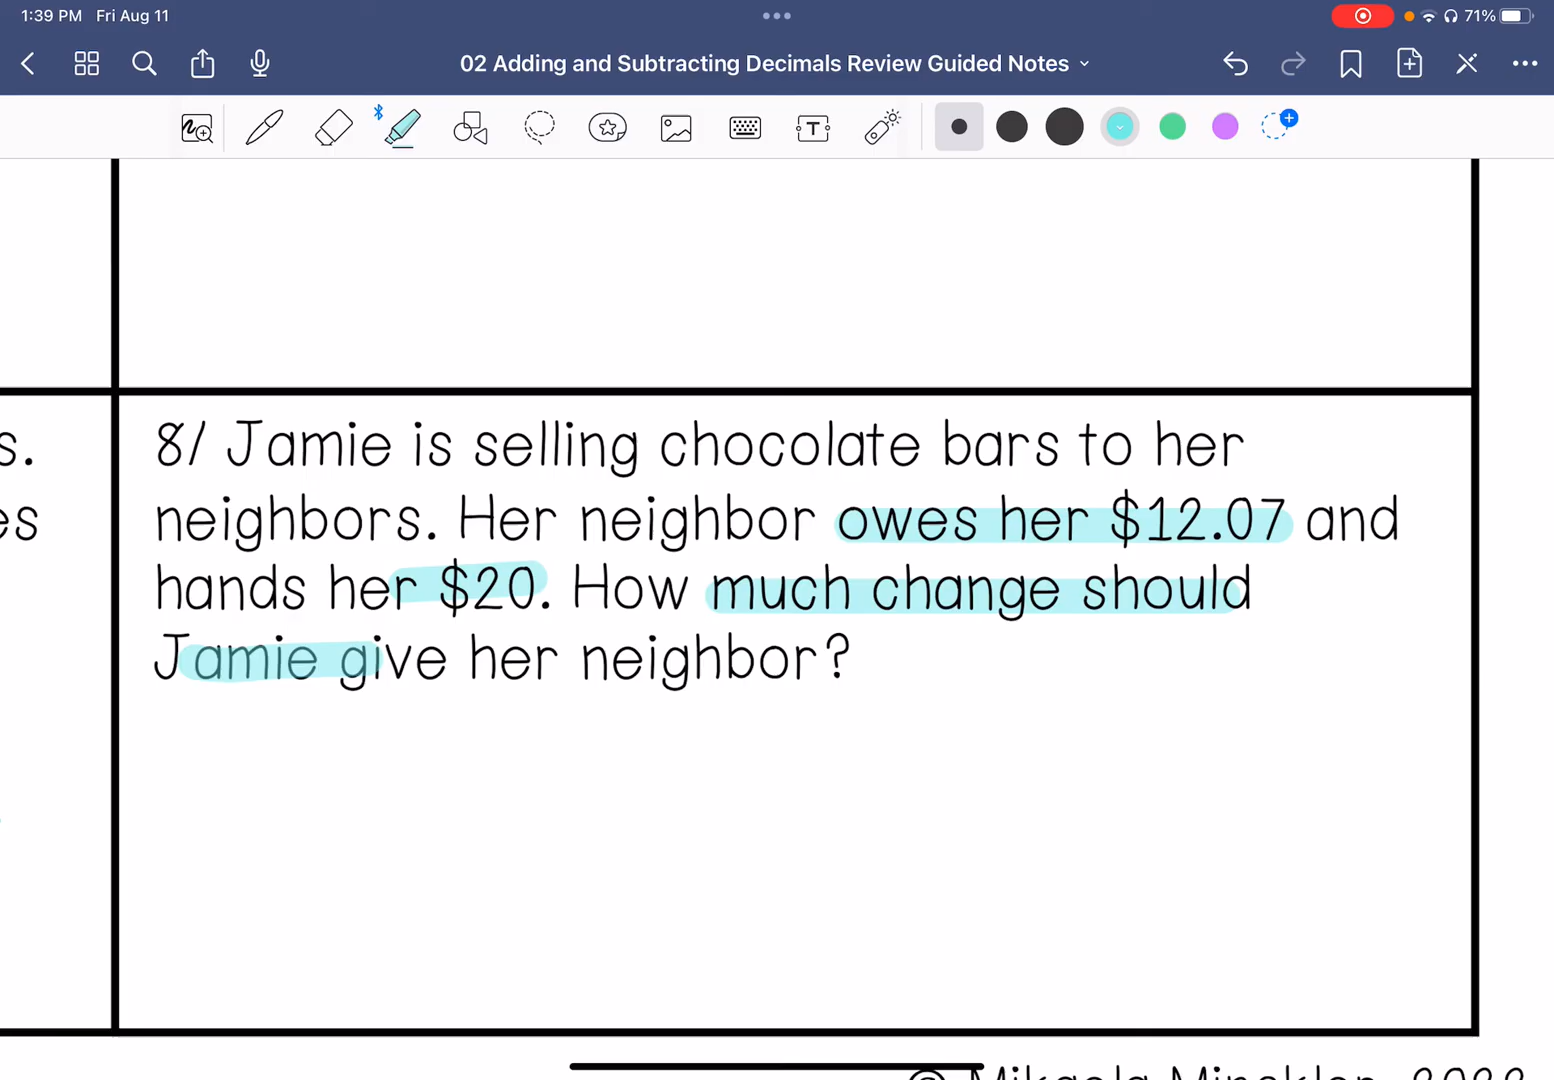 1:39 PM Fri Aug 11
71%
02 Adding and Subtracting Decimals Review Guided Notes
T
s.
es
8/ Jamie is selling chocolate bars to her
neighbors. Her neighbor owes her $12.07 and
hands her $20. How much change should
Jamie give her neighbor?